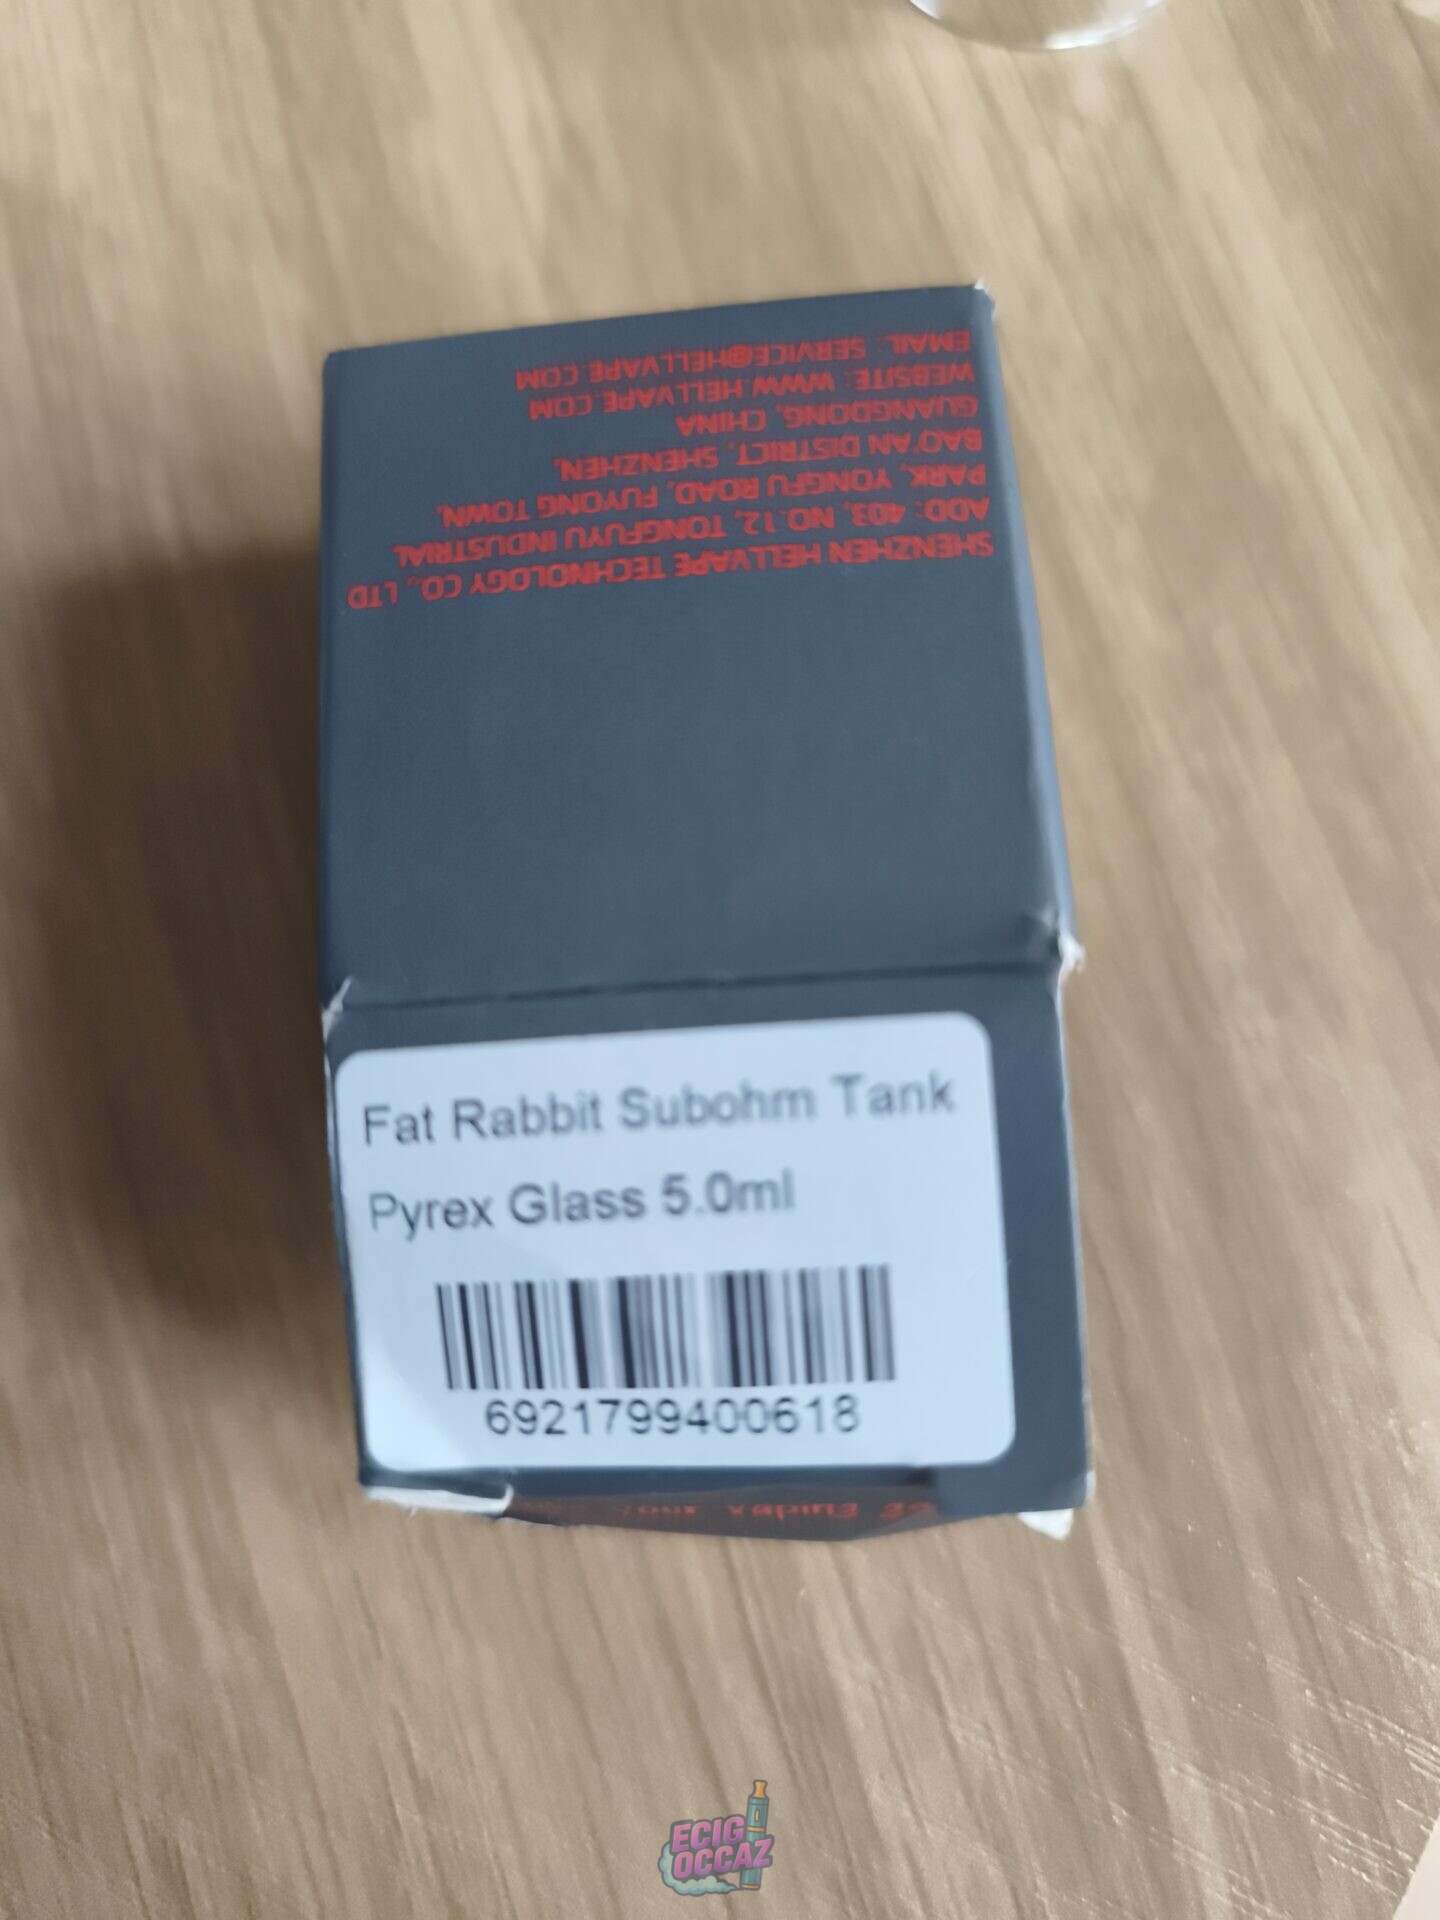 SHENZHEN HELLVAPE TECHNOLOGY CO., LTD
ADD: 403, NO.12, TONGFUYU INDUSTRIAL
PARK, YONGFU ROAD, FUYONG TOWN,
BAO'AN DISTRICT, SHENZHEN,
GUANGDONG, CHINA
WEBSITE: WWW.HELLVAPE.COM
EMAIL: SERVICE@HELLVAPE.COM
Fat Rabbit Subohm Tank
Pyrex Glass 5.0ml
6921799400618
your vaping
ECIG
OCCAZ